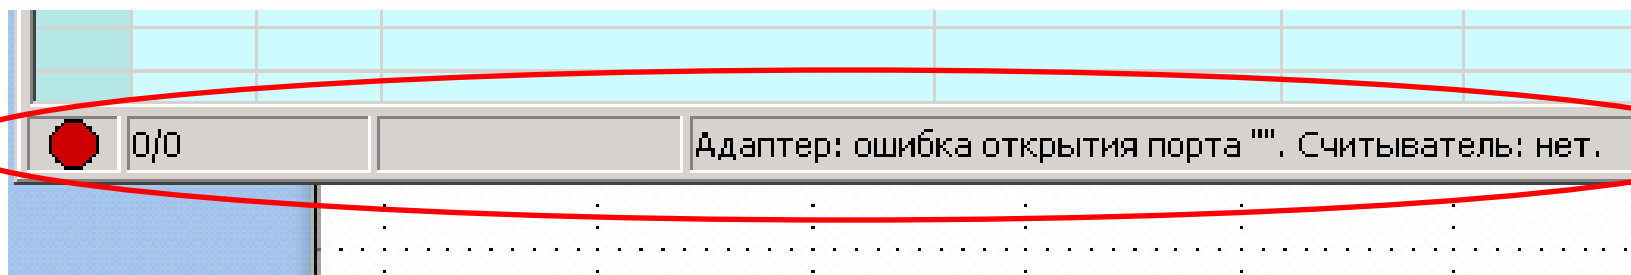 0/0 Адаптер: ошибка открытия порта "". Считыватель: нет.